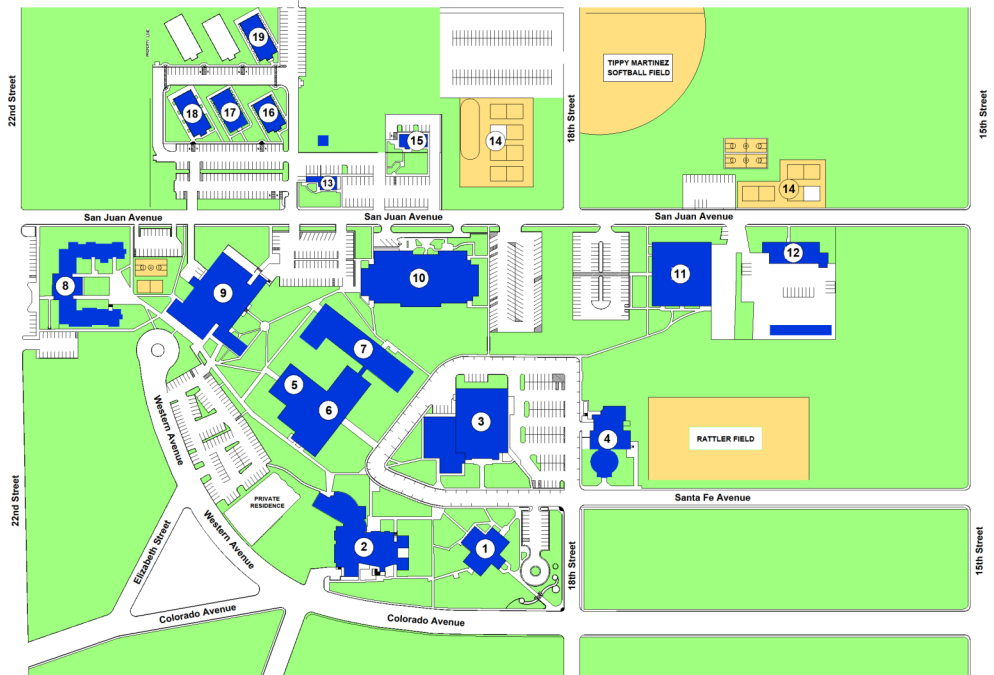 19
22nd Street
TIPPY MARTINEZ
SOFTBALL FIELD
18th Street
15th Street
18
17
16
15
14
13
14
San Juan Avenue
San Juan Avenue
San Juan Avenue
8
9
10
11
12
7
5
6
3
4
RATTLER FIELD
Western Avenue
22nd Street
PRIVATE
RESIDENCE
Santa Fe Avenue
Elizabeth Street
Western Avenue
2
1
18th Street
15th Street
Colorado Avenue
Colorado Avenue